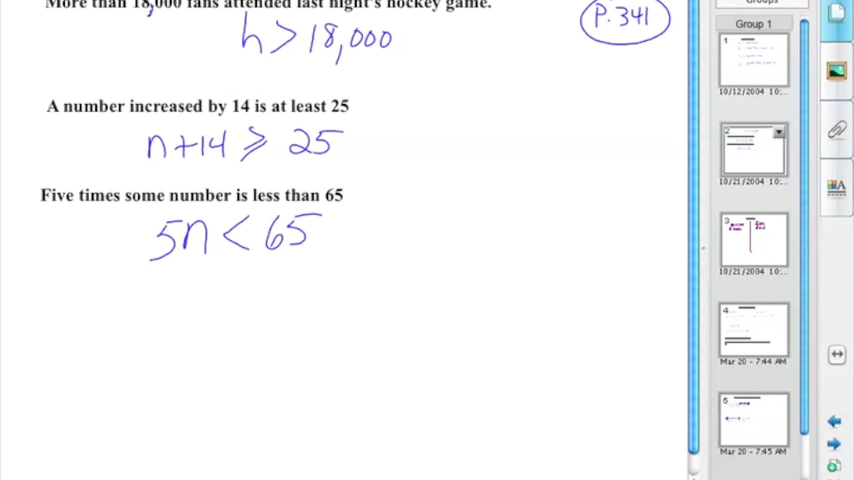 More than 18,000 fans attended last night's hockey game.
P. 341
h > 18,000
A number increased by 14 is at least 25
n + 14 ⩾ 25
Five times some number is less than 65
5n < 65
Groups
Group 1
1
10/12/2004 10:...
2
10/21/2004 10:...
3
10/21/2004 10:...
4
Mar 20 - 7:44 AM
5
Mar 20 - 7:45 AM